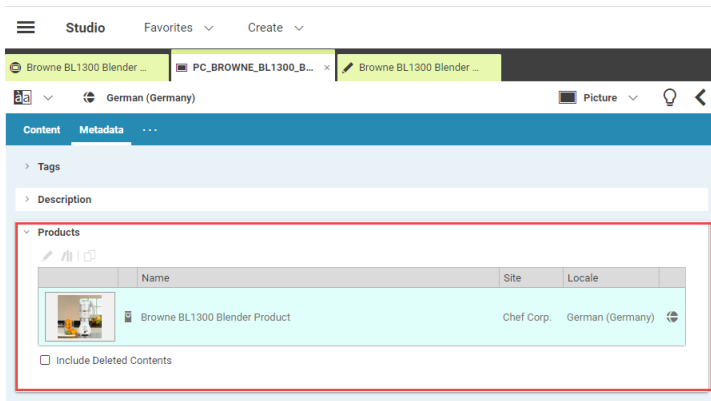 Studio Favorites Create
Browne BL1300 Blender ... PC_BROWNE_BL1300_B... × Browne BL1300 Blender ...
àa German (Germany) Picture
Content Metadata ...
Tags
Description
Products
Name Site Locale
Browne BL1300 Blender Product Chef Corp. German (Germany)
Include Deleted Contents